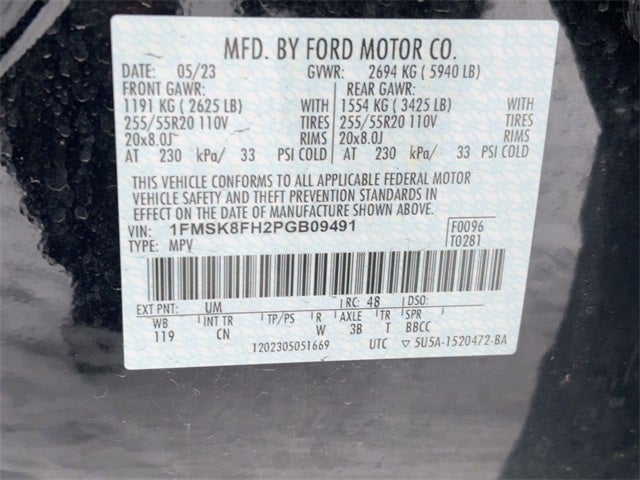 MFD. BY FORD MOTOR CO.
DATE: 05/23 GVWR: 2694 KG ( 5940 LB)
FRONT GAWR: REAR GAWR:
1191 KG ( 2625 LB) WITH 1554 KG ( 3425 LB) WITH
255/55R20 110V TIRES 255/55R20 110V TIRES
20x8.0J RIMS 20x8.0J RIMS
AT 230 kPa/ 33 PSI COLD AT 230 kPa/ 33 PSI COLD
THIS VEHICLE CONFORMS TO ALL APPLICABLE FEDERAL MOTOR
VEHICLE SAFETY AND THEFT PREVENTION STANDARDS IN
EFFECT ON THE DATE OF MANUFACTURE SHOWN ABOVE.
VIN: 1FMSK8FH2PGB09491 F0096
TYPE: MPV T0281
EXT PNT: UM RC: 48 DSO:
WB INT TR TP/PS R AXLE TR SPR
119 CN W 3B T BBCC
1202305051669 UTC ▽ 5U5A-1520472-BA